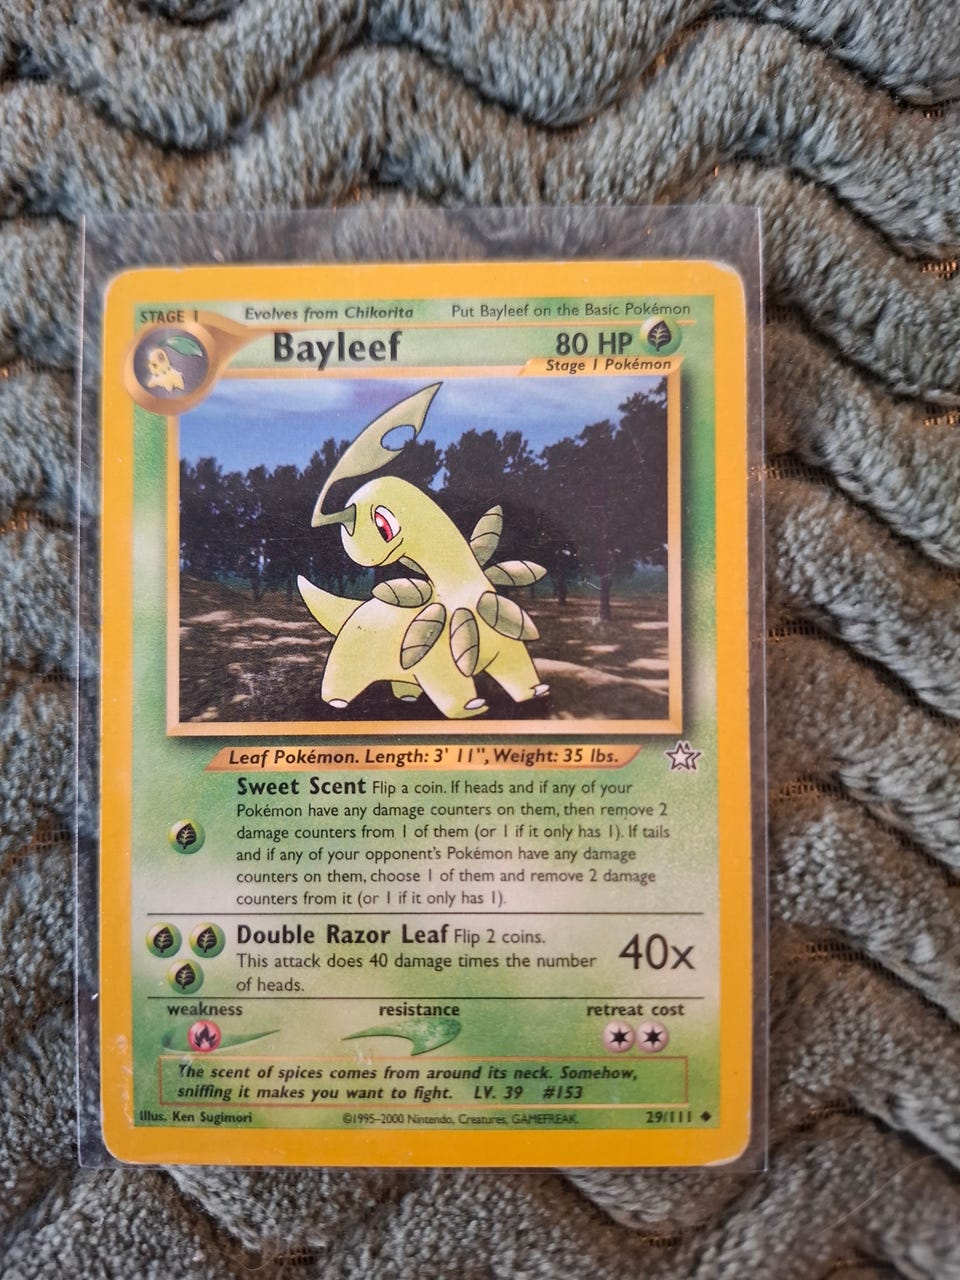 STAGE 1 Evolves from Chikorita Put Bayleef on the Basic Pokémon
Bayleef 80 HP
Stage 1 Pokémon
Leaf Pokémon. Length: 3' 11", Weight: 35 lbs.
Sweet Scent Flip a coin. If heads and if any of your
Pokémon have any damage counters on them, then remove 2
damage counters from 1 of them (or 1 if it only has 1). If tails
and if any of your opponent's Pokémon have any damage
counters on them, choose 1 of them and remove 2 damage
counters from it (or 1 if it only has 1).
Double Razor Leaf Flip 2 coins.
This attack does 40 damage times the number
of heads.
40x
weakness resistance retreat cost
The scent of spices comes from around its neck. Somehow,
sniffing it makes you want to fight. LV. 39 #153
Illus. Ken Sugimori ©1995–2000 Nintendo, Creatures, GAMEFREAK. 29/111